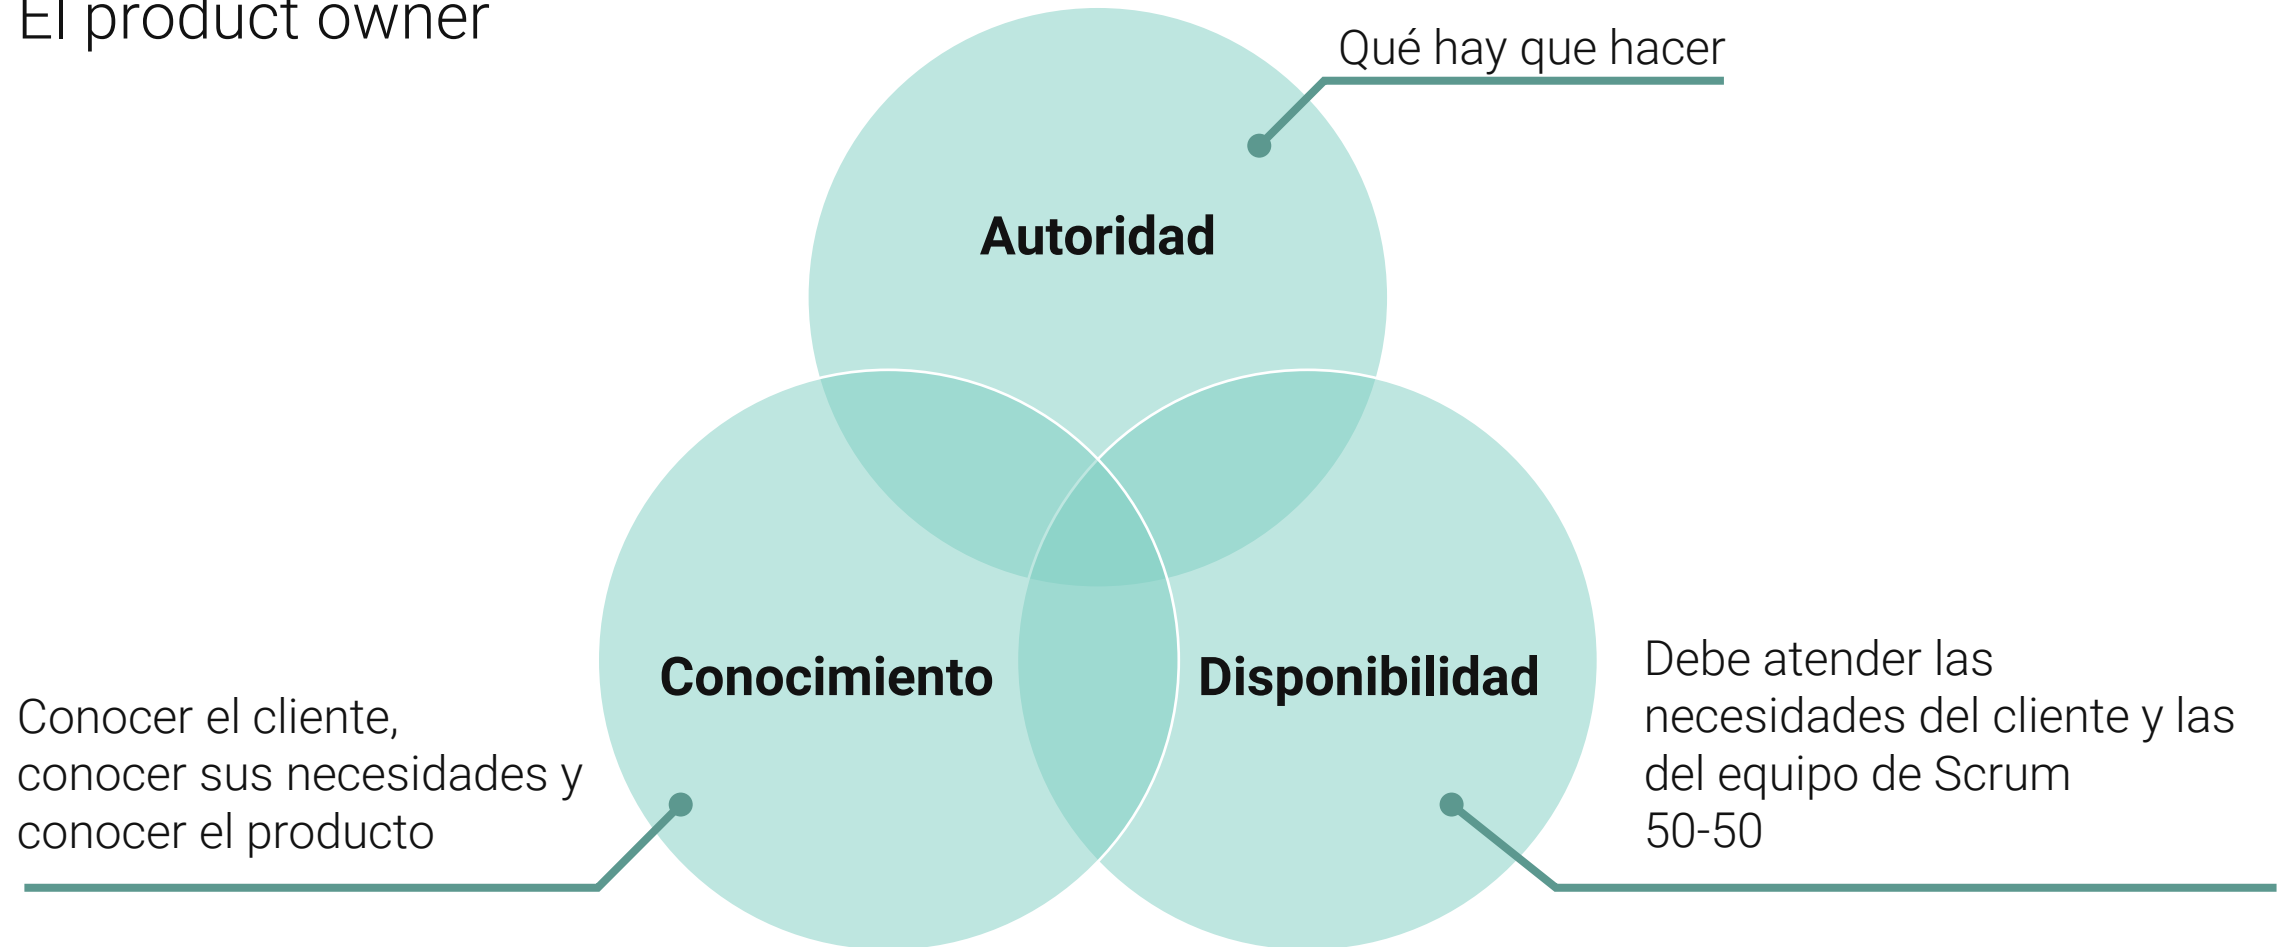 El product owner
Qué hay que hacer
Autoridad
Conocimiento
Disponibilidad
Conocer el cliente,
conocer sus necesidades y
conocer el producto
Debe atender las
necesidades del cliente y las
del equipo de Scrum
50-50